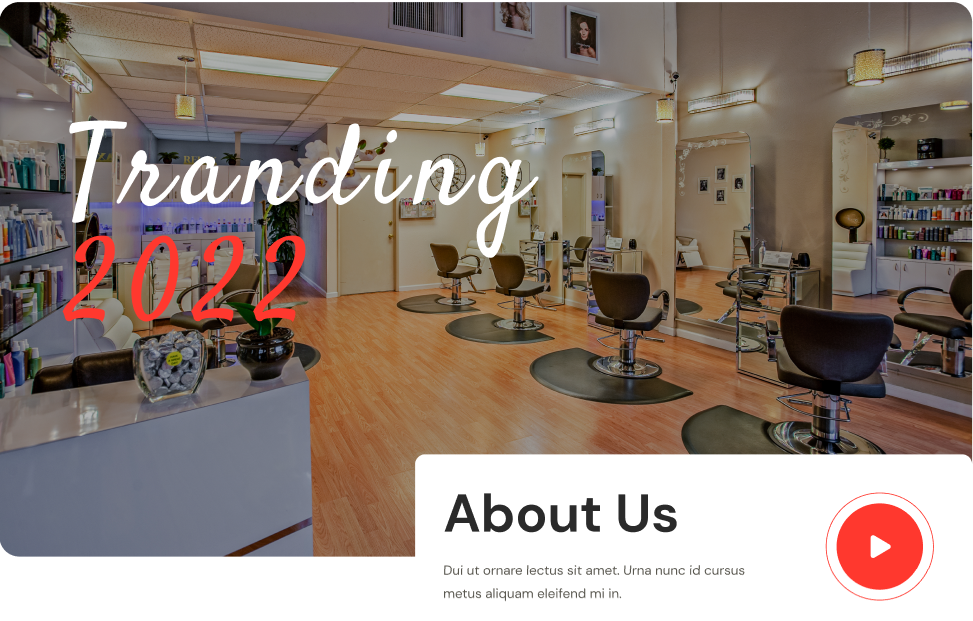 Tranding
2022
About Us
Dui ut ornare lectus sit amet. Urna nunc id cursus
metus aliquam eleifend mi in.